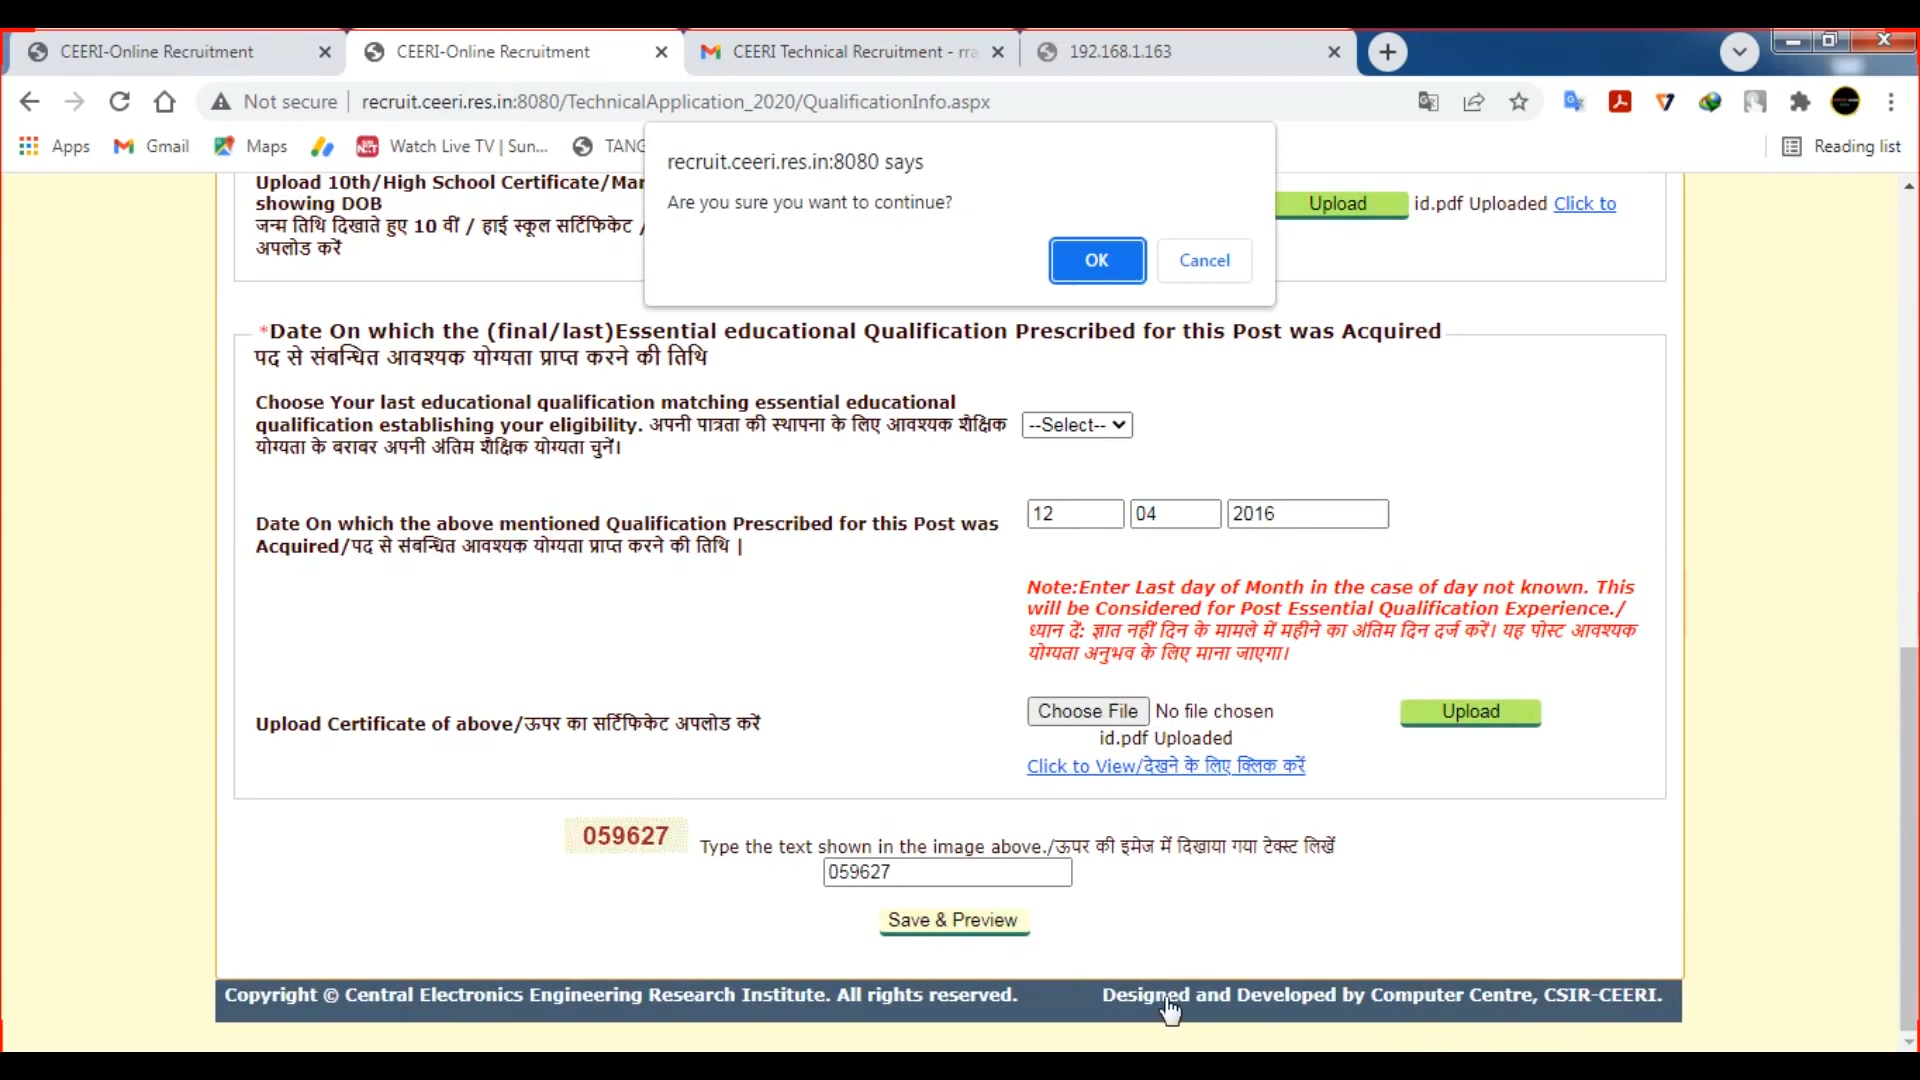 CEERI-Online Recruitment
CEERI-Online Recruitment
CEERI Technical Recruitment - rra
192.168.1.163
Not secure
recruit.ceeri.res.in:8080/TechnicalApplication_2020/QualificationInfo.aspx
Apps
Gmail
Maps
Watch Live TV | Sun...
TANG
Reading list
recruit.ceeri.res.in:8080 says
Are you sure you want to continue?
OK
Cancel
Upload 10th/High School Certificate/Mar
showing DOB
जन्म तिथि दिखाते हुए 10 वीं / हाई स्कूल सर्टिफिकेट /
अपलोड करें
Upload
id.pdf Uploaded Click to
*Date On which the (final/last)Essential educational Qualification Prescribed for this Post was Acquired
पद से संबन्धित आवश्यक योग्यता प्राप्त करने की तिथि
Choose Your last educational qualification matching essential educational
qualification establishing your eligibility. अपनी पात्रता की स्थापना के लिए आवश्यक शैक्षिक
योग्यता के बराबर अपनी अंतिम शैक्षिक योग्यता चुनें।
--Select--
Date On which the above mentioned Qualification Prescribed for this Post was
Acquired/पद से संबन्धित आवश्यक योग्यता प्राप्त करने की तिथि |
12 04 2016
Note:Enter Last day of Month in the case of day not known. This
will be Considered for Post Essential Qualification Experience./
ध्यान दें: ज्ञात नहीं दिन के मामले में महीने का अंतिम दिन दर्ज करें। यह पोस्ट आवश्यक
योग्यता अनुभव के लिए माना जाएगा।
Upload Certificate of above/ऊपर का सर्टिफिकेट अपलोड करें
Choose File No file chosen
Upload
id.pdf Uploaded
Click to View/देखने के लिए क्लिक करें
059627
Type the text shown in the image above./ऊपर की इमेज में दिखाया गया टेक्स्ट लिखें
059627
Save & Preview
Copyright © Central Electronics Engineering Research Institute. All rights reserved.
Designed and Developed by Computer Centre, CSIR-CEERI.